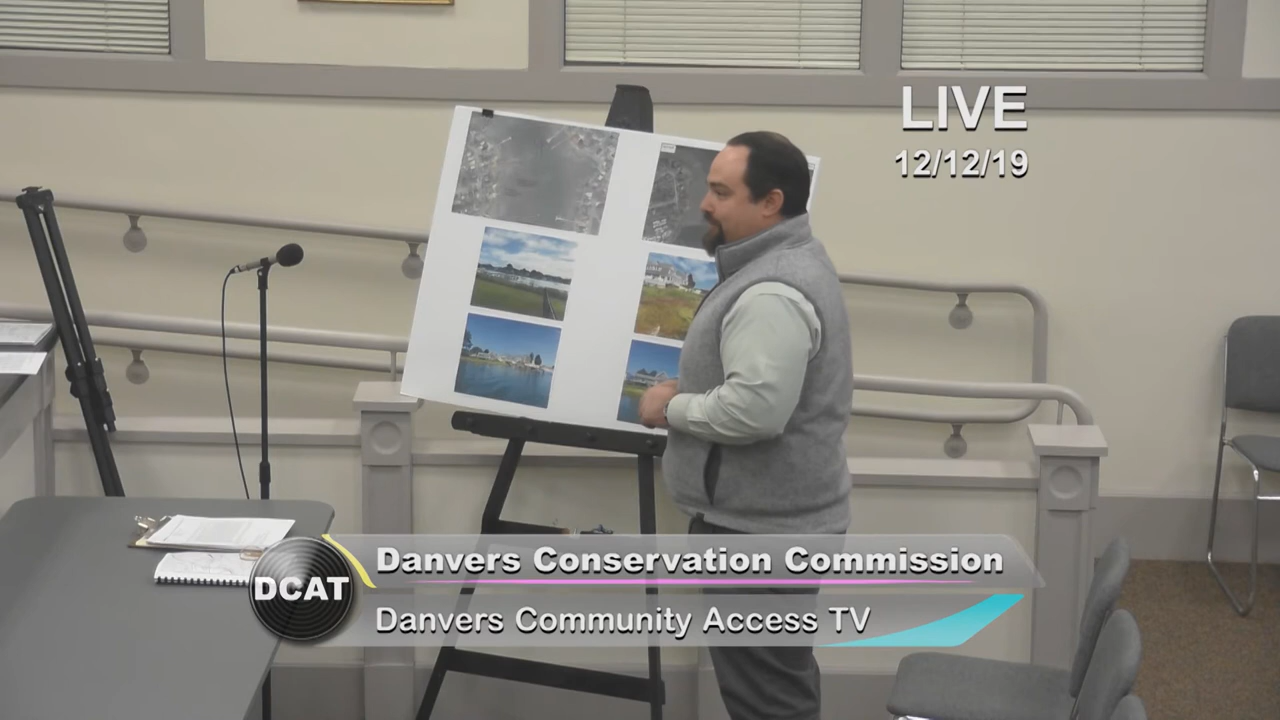 LIVE
12/12/19
Danvers Conservation Commission
DCAT
Danvers Community Access TV